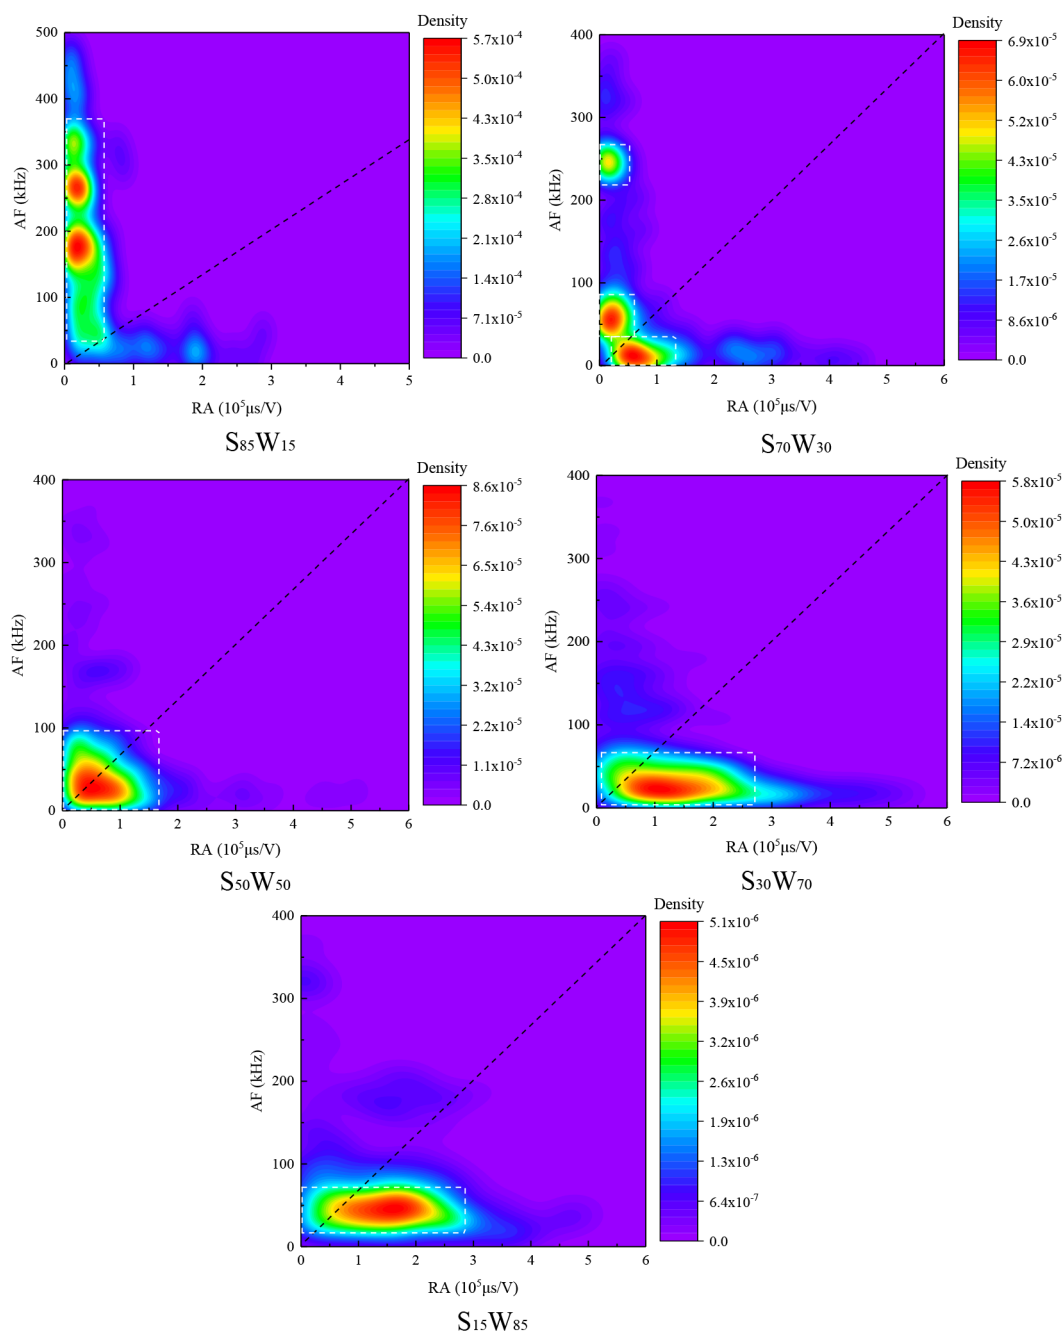 Density
500
400
300
200
100
0
AF (kHz)
0 1 2 3 4 5
RA (10⁵μs/V)
5.7x10⁻⁴
5.0x10⁻⁴
4.3x10⁻⁴
3.5x10⁻⁴
2.8x10⁻⁴
2.1x10⁻⁴
1.4x10⁻⁴
7.1x10⁻⁵
0.0
S₈₅W₁₅
Density
400
300
200
100
0
AF (kHz)
0 1 2 3 4 5 6
RA (10⁵μs/V)
6.9x10⁻⁵
6.0x10⁻⁵
5.2x10⁻⁵
4.3x10⁻⁵
3.5x10⁻⁵
2.6x10⁻⁵
1.7x10⁻⁵
8.6x10⁻⁶
0.0
S₇₀W₃₀
Density
400
300
200
100
0
AF (kHz)
0 1 2 3 4 5 6
RA (10⁵μs/V)
8.6x10⁻⁵
7.6x10⁻⁵
6.5x10⁻⁵
5.4x10⁻⁵
4.3x10⁻⁵
3.2x10⁻⁵
2.2x10⁻⁵
1.1x10⁻⁵
0.0
S₅₀W₅₀
Density
400
300
200
100
0
AF (kHz)
0 1 2 3 4 5 6
RA (10⁵μs/V)
5.8x10⁻⁵
5.0x10⁻⁵
4.3x10⁻⁵
3.6x10⁻⁵
2.9x10⁻⁵
2.2x10⁻⁵
1.4x10⁻⁵
7.2x10⁻⁶
0.0
S₃₀W₇₀
Density
400
300
200
100
0
AF (kHz)
0 1 2 3 4 5 6
RA (10⁵μs/V)
5.1x10⁻⁶
4.5x10⁻⁶
3.9x10⁻⁶
3.2x10⁻⁶
2.6x10⁻⁶
1.9x10⁻⁶
1.3x10⁻⁶
6.4x10⁻⁷
0.0
S₁₅W₈₅